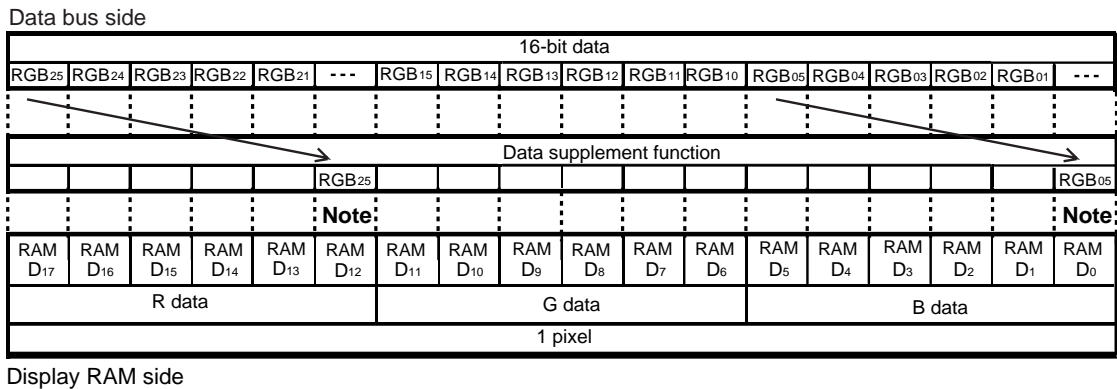 Data bus side
16-bit data
RGB25 RGB24 RGB23 RGB22 RGB21 --- RGB15 RGB14 RGB13 RGB12 RGB11 RGB10 RGB05 RGB04 RGB03 RGB02 RGB01 ---
Data supplement function
RGB25 RGB05
Note Note
RAM RAM RAM RAM RAM RAM RAM RAM RAM RAM RAM RAM RAM RAM RAM RAM RAM RAM
D17 D16 D15 D14 D13 D12 D11 D10 D9 D8 D7 D6 D5 D4 D3 D2 D1 D0
R data G data B data
1 pixel
Display RAM side